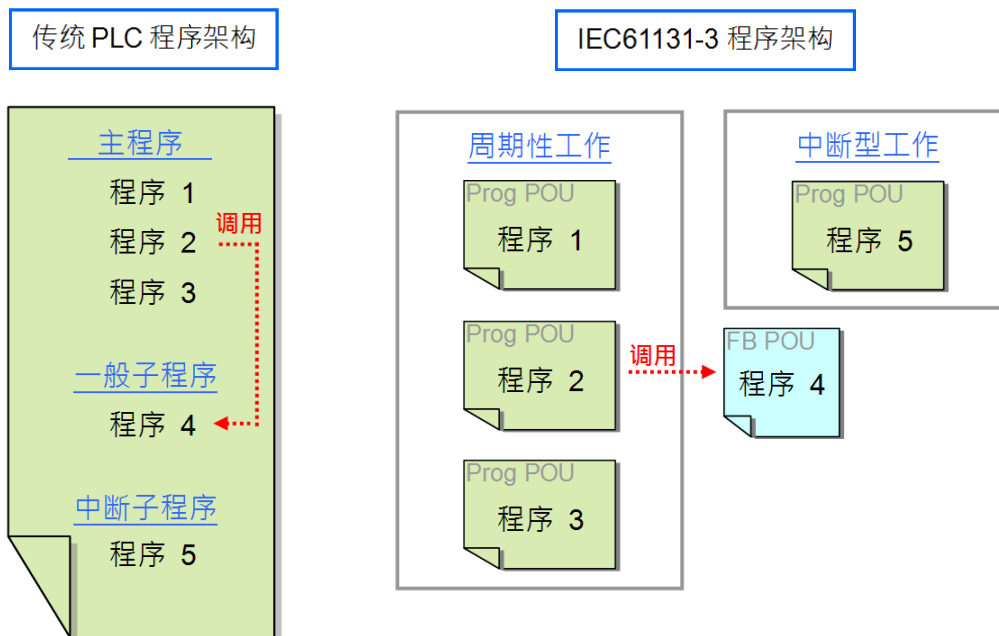 传统 PLC 程序架构
主程序
程序 1
程序 2
调用
程序 3
一般子程序
程序 4
中断子程序
程序 5
IEC61131-3 程序架构
周期性工作
Prog POU
程序 1
Prog POU
程序 2
调用
Prog POU
程序 3
中断型工作
Prog POU
程序 5
FB POU
程序 4